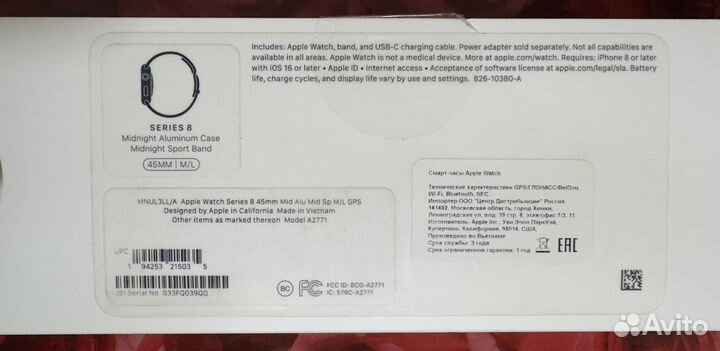 Includes: Apple Watch, band, and USB-C charging cable. Power adapter sold separately. Not all capabilities are
available in all areas. Apple Watch is not a medical device. More at apple.com/watch. Requires: iPhone 8 or later
with iOS 16 or later • Apple ID • Internet access • Acceptance of software license at apple.com/legal/sla. Battery
life, charge cycles, and display life vary by use and settings. 826-10380-A
SERIES 8
Midnight Aluminum Case
Midnight Sport Band
45MM M/L
MNUL3LL/A Apple Watch Series 8 45mm Mid Alu Mid Sp M/L GPS
Designed by Apple in California Made in Vietnam
Other items as marked thereon Model A2771
UPC
1 94253 21503 5
(S) Serial No. G33FQ039QQ
BC FC FCC ID: BCG-A2771
IC: 579C-A2771
Смарт-часы Apple Watch
Технические характеристики GPS/ГЛОНАСС/BeiDou,
Wi-Fi, Bluetooth, NFC
Импортер ООО "Центр Дистрибьюции" Россия,
141402, Московская область, город Химки,
Ленинградская ул, влд. 39 стр. 6, этаж/офис 7/3, 11
Изготовитель: Apple Inc., Уан Эппл Парк Уэй,
Купертино, Калифорния, 95014, США.
Произведено во Вьетнаме
Срок службы: 3 года
Срок ограниченной гарантии: 1 год
EAC
Avito